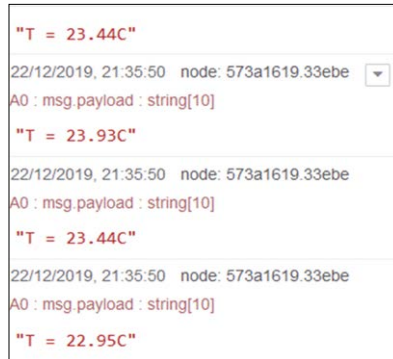 "T = 23.44C"
22/12/2019, 21:35:50 node: 573a1619.33ebe
A0 : msg.payload : string[10]
"T = 23.93C"
22/12/2019, 21:35:50 node: 573a1619.33ebe
A0 : msg.payload : string[10]
"T = 23.44C"
22/12/2019, 21:35:50 node: 573a1619.33ebe
A0 : msg.payload : string[10]
"T = 22.95C"